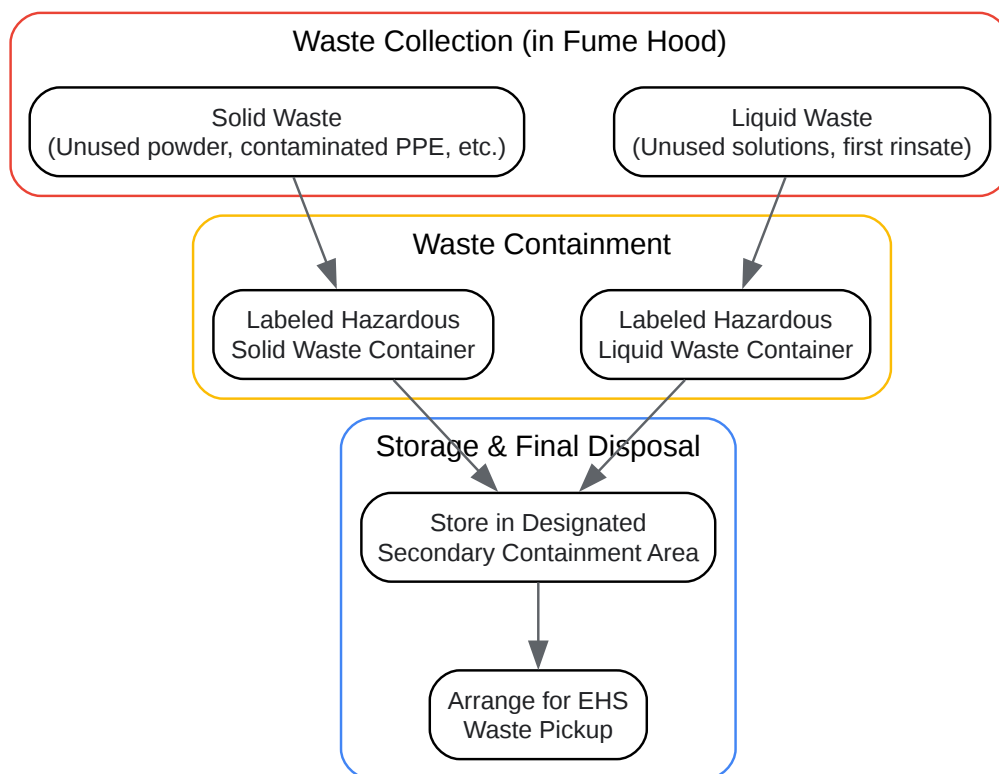 Waste Collection (in Fume Hood)
Solid Waste
(Unused powder, contaminated PPE, etc.)
Liquid Waste
(Unused solutions, first rinsate)
Waste Containment
Labeled Hazardous
Solid Waste Container
Labeled Hazardous
Liquid Waste Container
Storage & Final Disposal
Store in Designated
Secondary Containment Area
Arrange for EHS
Waste Pickup